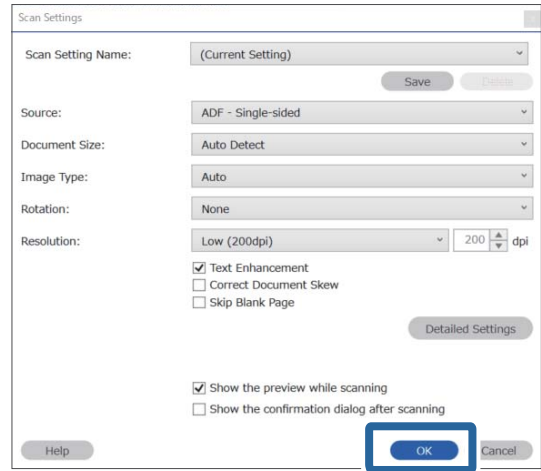 Scan Settings
Scan Setting Name: (Current Setting)
Save Delete
Source: ADF - Single-sided
Document Size: Auto Detect
Image Type: Auto
Rotation: None
Resolution: Low (200dpi) 200 dpi
Text Enhancement
Correct Document Skew
Skip Blank Page
Detailed Settings
Show the preview while scanning
Show the confirmation dialog after scanning
Help OK Cancel